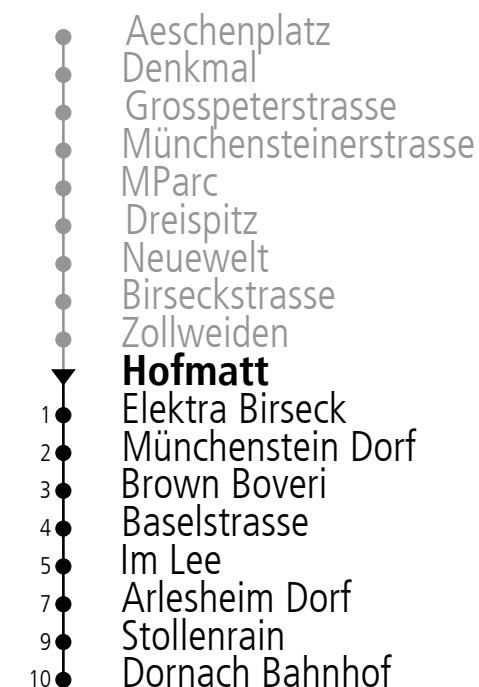 Aeschenplatz
Denkmal
Grosspeterstrasse
Münchensteinerstrasse
MParc
Dreispitz
Neuewelt
Birseckstrasse
Zollweiden
Hofmatt
1 Elektra Birseck
2 Münchenstein Dorf
3 Brown Boveri
4 Baselstrasse
5 Im Lee
7 Arlesheim Dorf
9 Stollenrain
10 Dornach Bahnhof